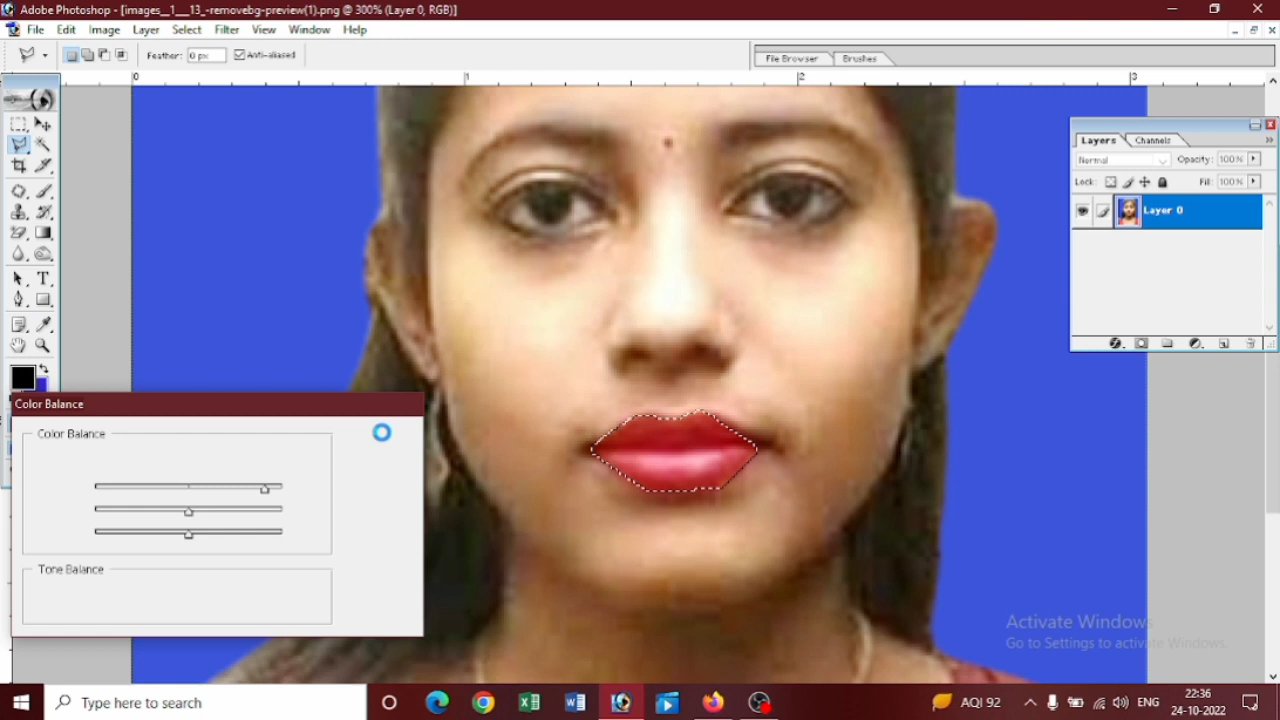 Adobe Photoshop - [images__1___13_-removebg-preview(1).png @ 300% (Layer 0, RGB)]
File Edit Image Layer Select Filter View Window Help
Feather: 0 px Anti-aliased File Browser Brushes
0 1 2 3
Layers Channels
Normal Opacity: 100%
Lock: Fill: 100%
Layer 0
T
Color Balance
Color Balance
Tone Balance
Activate Windows
Go to Settings to activate Windows.
Type here to search
AQI 92
ENG
22:36
24-10-2022